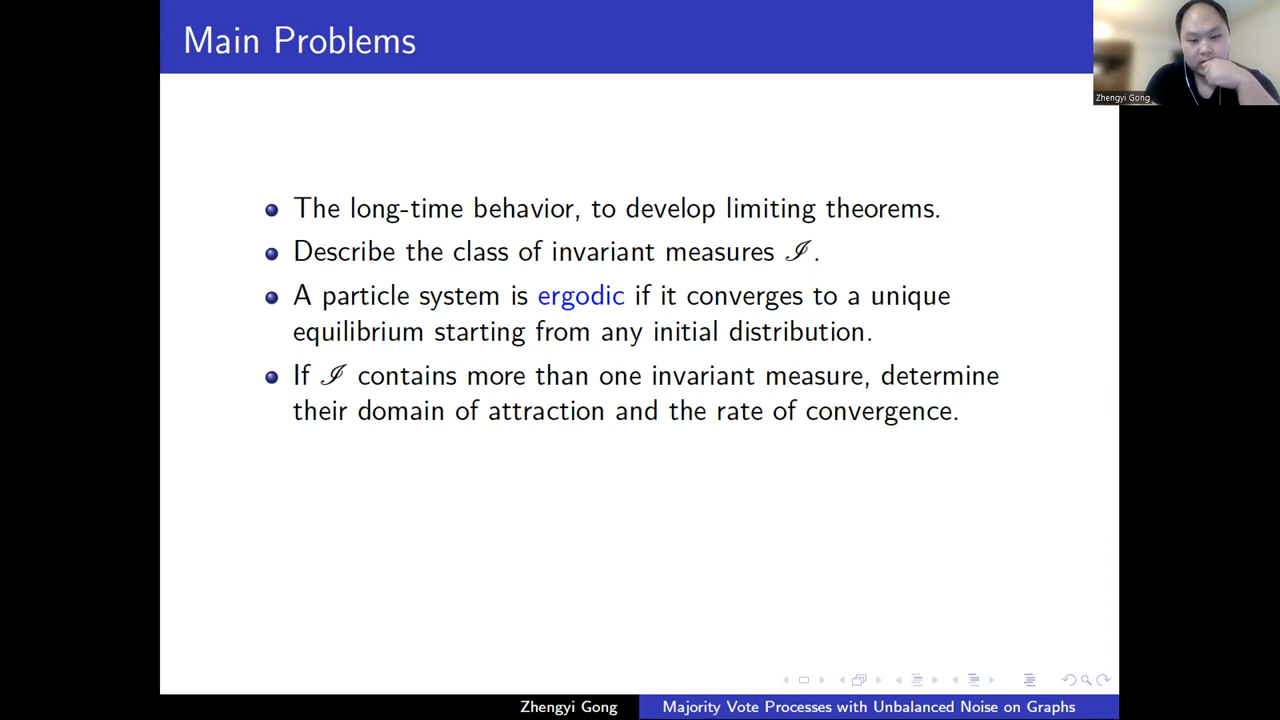 Main Problems
Zhengyi Gong
The long-time behavior, to develop limiting theorems.
Describe the class of invariant measures ℐ.
A particle system is ergodic if it converges to a unique
equilibrium starting from any initial distribution.
If ℐ contains more than one invariant measure, determine
their domain of attraction and the rate of convergence.
Zhengyi Gong
Majority Vote Processes with Unbalanced Noise on Graphs